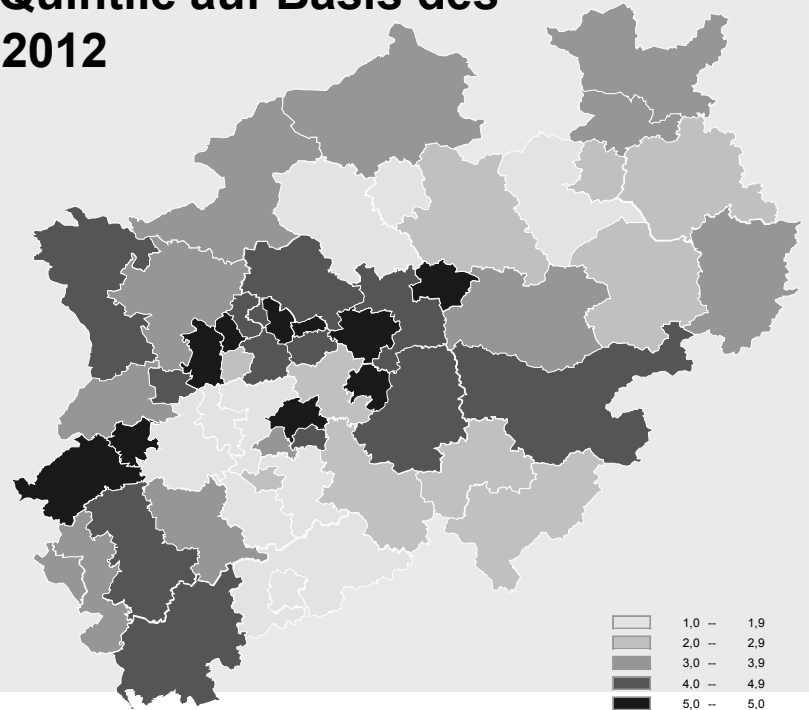 Quintile auf Basis des
2012
1,0 -- 1,9
2,0 -- 2,9
3,0 -- 3,9
4,0 -- 4,9
5,0 -- 5,0